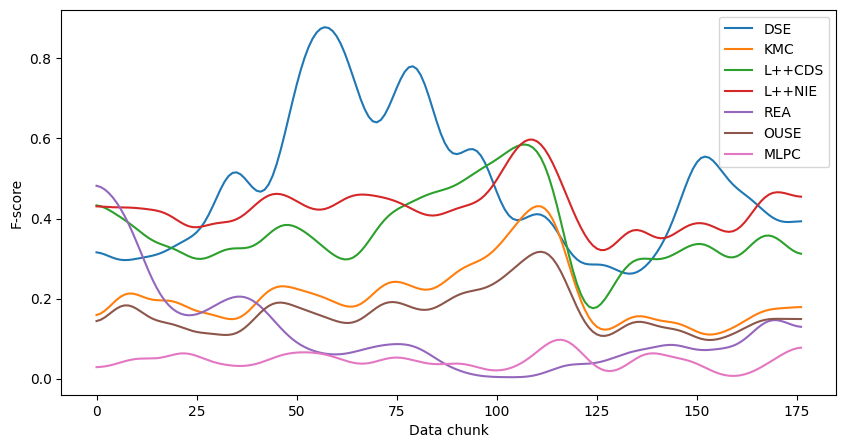 F-score
0.8
0.6
0.4
0.2
0.0
0
25
50
75
100
125
150
175
Data chunk
DSE
KMC
L++CDS
L++NIE
REA
OUSE
MLPC